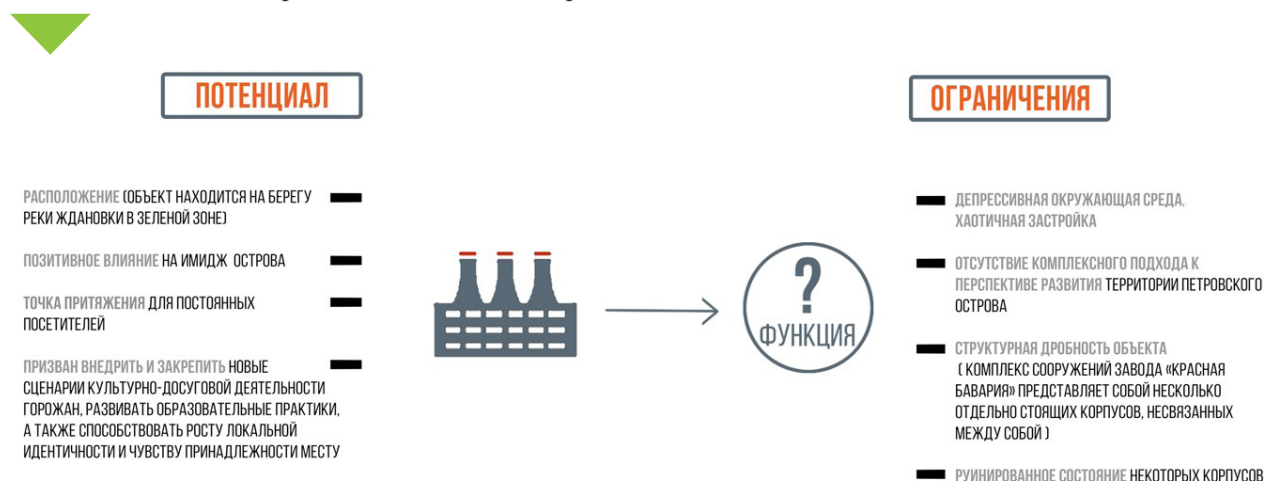 ПОТЕНЦИАЛ
РАСПОЛОЖЕНИЕ (ОБЪЕКТ НАХОДИТСЯ НА БЕРЕГУ
РЕКИ ЖДАНОВКИ В ЗЕЛЕНОЙ ЗОНЕ)
ПОЗИТИВНОЕ ВЛИЯНИЕ НА ИМИДЖ ОСТРОВА
ТОЧКА ПРИТЯЖЕНИЯ ДЛЯ ПОСТОЯННЫХ
ПОСЕТИТЕЛЕЙ
ПРИЗВАН ВНЕДРИТЬ И ЗАКРЕПИТЬ НОВЫЕ
СЦЕНАРИИ КУЛЬТУРНО-ДОСУГОВОЙ ДЕЯТЕЛЬНОСТИ
ГОРОЖАН, РАЗВИВАТЬ ОБРАЗОВАТЕЛЬНЫЕ ПРАКТИКИ,
А ТАКЖЕ СПОСОБСТВОВАТЬ РОСТУ ЛОКАЛЬНОЙ
ИДЕНТИЧНОСТИ И ЧУВСТВУ ПРИНАДЛЕЖНОСТИ МЕСТУ
?
ФУНКЦИЯ
ОГРАНИЧЕНИЯ
ДЕПРЕССИВНАЯ ОКРУЖАЮЩАЯ СРЕДА,
ХАОТИЧНАЯ ЗАСТРОЙКА
ОТСУТСТВИЕ КОМПЛЕКСНОГО ПОДХОДА К
ПЕРСПЕКТИВЕ РАЗВИТИЯ ТЕРРИТОРИИ ПЕТРОВСКОГО
ОСТРОВА
СТРУКТУРНАЯ ДРОБНОСТЬ ОБЪЕКТА
( КОМПЛЕКС СООРУЖЕНИЙ ЗАВОДА «КРАСНАЯ
БАВАРИЯ» ПРЕДСТАВЛЯЕТ СОБОЙ НЕСКОЛЬКО
ОТДЕЛЬНО СТОЯЩИХ КОРПУСОВ, НЕСВЯЗАННЫХ
МЕЖДУ СОБОЙ )
РУИНИРОВАННОЕ СОСТОЯНИЕ НЕКОТОРЫХ КОРПУСОВ